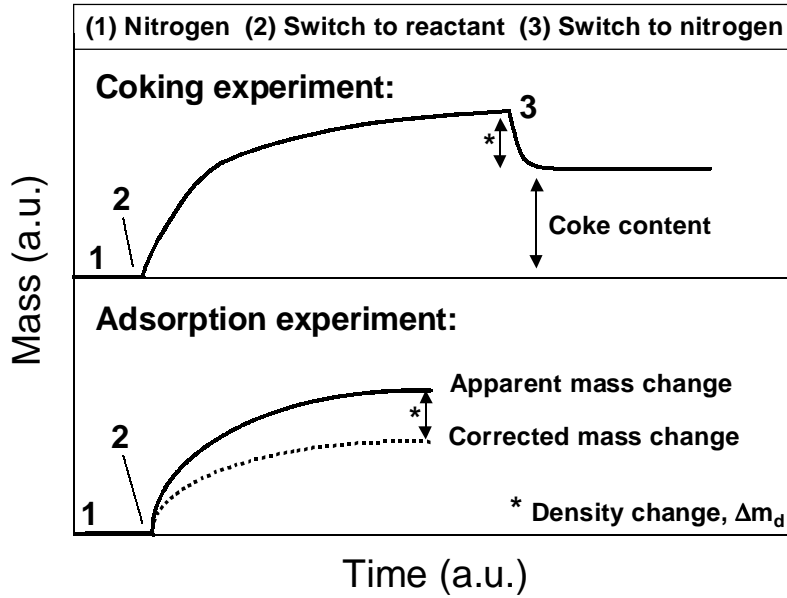 (1) Nitrogen (2) Switch to reactant (3) Switch to nitrogen
Coking experiment:
3
*
2
Coke content
1
Mass (a.u.)
Adsorption experiment:
Apparent mass change
*
2
Corrected mass change
1
* Density change, Δm_d
Time (a.u.)